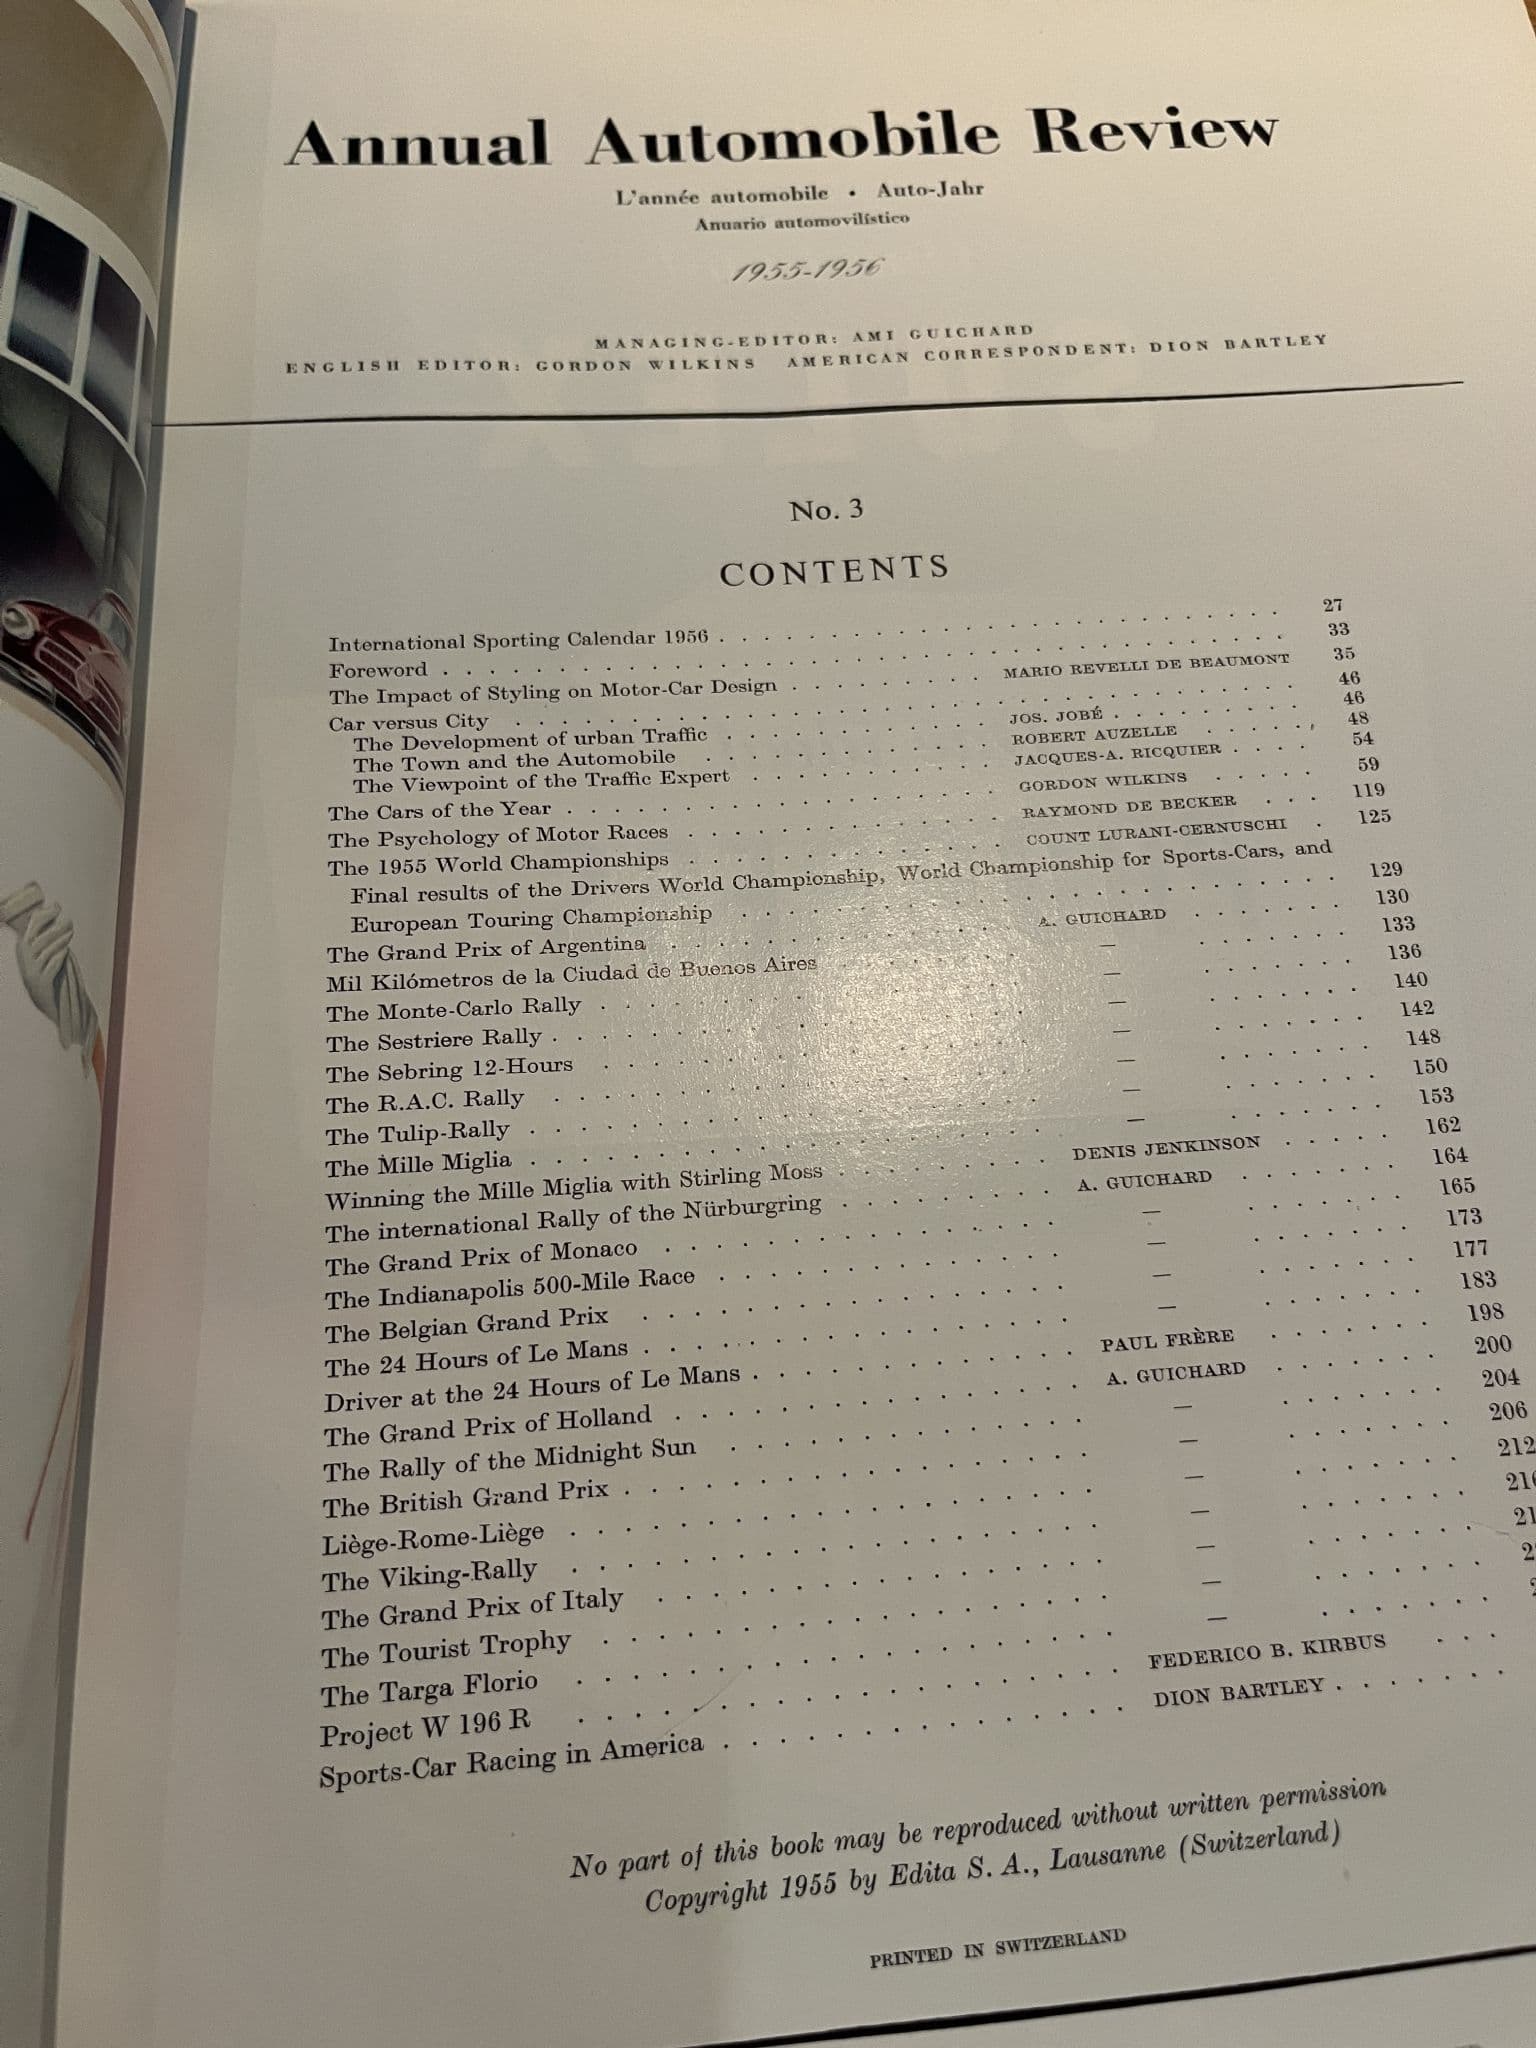 Annual Automobile Review
L'année automobile • Auto-Jahr
Anuario automovilístico
1955-1956
MANAGING-EDITOR: AMI GUICHARD
ENGLISH EDITOR: GORDON WILKINS AMERICAN CORRESPONDENT: DION BARTLEY
No. 3
CONTENTS
International Sporting Calendar 1956 . . . 27
Foreword . . . 33
The Impact of Styling on Motor-Car Design . . . MARIO REVELLI DE BEAUMONT 35
Car versus City . . . 46
The Development of urban Traffic . . . JOS. JOBÉ . . . 46
The Town and the Automobile . . . ROBERT AUZELLE . . . 48
The Viewpoint of the Traffic Expert . . . JACQUES-A. RICQUIER . . . 54
The Cars of the Year . . . GORDON WILKINS . . . 59
The Psychology of Motor Races . . . RAYMOND DE BECKER . . . 119
The 1955 World Championships . . . COUNT LURANI-CERNUSCHI . 125
Final results of the Drivers World Championship, World Championship for Sports-Cars, and
European Touring Championship . . . 129
The Grand Prix of Argentina . . . A. GUICHARD . . . 130
Mil Kilómetros de la Ciudad de Buenos Aires . . . — . . . 133
The Monte-Carlo Rally . . . — . . . 136
The Sestriere Rally . . . — . . . 140
The Sebring 12-Hours . . . — . . . 142
The R.A.C. Rally . . . — . . . 148
The Tulip-Rally . . . — . . . 150
The Mille Miglia . . . — . . . 153
Winning the Mille Miglia with Stirling Moss . . . DENIS JENKINSON . . . 162
The international Rally of the Nürburgring . . . A. GUICHARD . . . 164
The Grand Prix of Monaco . . . — . . . 165
The Indianapolis 500-Mile Race . . . — . . . 173
The Belgian Grand Prix . . . — . . . 177
The 24 Hours of Le Mans . . . — . . . 183
Driver at the 24 Hours of Le Mans . . . PAUL FRÈRE . . . 198
The Grand Prix of Holland . . . A. GUICHARD . . . 200
The Rally of the Midnight Sun . . . — . . . 204
The British Grand Prix . . . — . . . 206
Liège-Rome-Liège . . . — . . . 212
The Viking-Rally . . . — . . .
The Grand Prix of Italy . . . — . . .
The Tourist Trophy . . . — . . .
The Targa Florio . . . — . . .
Project W 196 R . . . FEDERICO B. KIRBUS . . .
Sports-Car Racing in America . . . DION BARTLEY . . .
No part of this book may be reproduced without written permission
Copyright 1955 by Edita S. A., Lausanne (Switzerland)
PRINTED IN SWITZERLAND